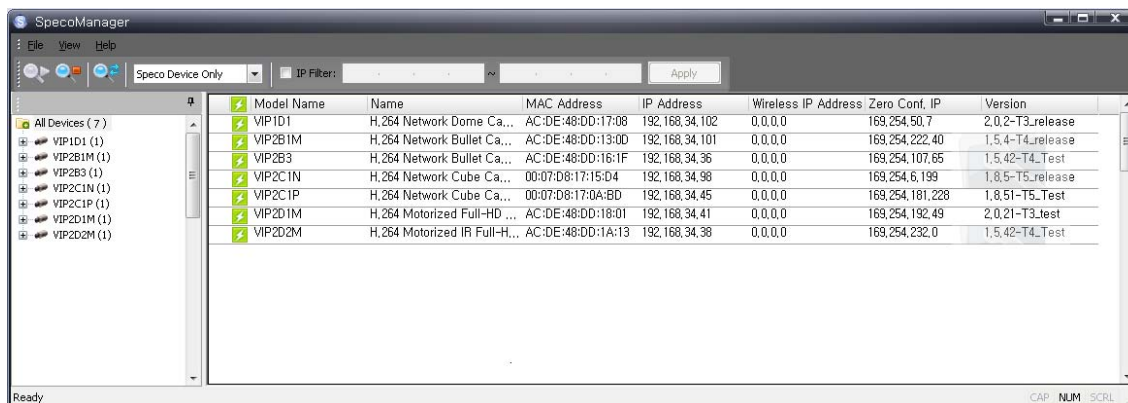 SpecoManager
File View Help
Speco Device Only IP Filter: . . . ~ . . . Apply
All Devices ( 7 )
VIP1D1 (1)
VIP2B1M (1)
VIP2B3 (1)
VIP2C1N (1)
VIP2C1P (1)
VIP2D1M (1)
VIP2D2M (1)
Model Name Name MAC Address IP Address Wireless IP Address Zero Conf, IP Version
VIP1D1 H,264 Network Dome Ca,,, AC:DE:48:DD:17:08 192,168,34,102 0,0,0,0 169,254,50,7 2,0,2-T3_release
VIP2B1M H,264 Network Bullet Ca,,, AC:DE:48:DD:13:0D 192,168,34,101 0,0,0,0 169,254,222,40 1,5,4-T4_release
VIP2B3 H,264 Network Bullet Ca,,, AC:DE:48:DD:16:1F 192,168,34,36 0,0,0,0 169,254,107,65 1,5,42-T4_Test
VIP2C1N H,264 Network Cube Ca,,, 00:07:D8:17:15:D4 192,168,34,98 0,0,0,0 169,254,6,199 1,8,5-T5_release
VIP2C1P H,264 Network Cube Ca,,, 00:07:D8:17:0A:BD 192,168,34,45 0,0,0,0 169,254,181,228 1,8,51-T5_Test
VIP2D1M H,264 Motorized Full-HD ,,, AC:DE:48:DD:18:01 192,168,34,41 0,0,0,0 169,254,192,49 2,0,21-T3_test
VIP2D2M H,264 Motorized IR Full-H,,, AC:DE:48:DD:1A:13 192,168,34,38 0,0,0,0 169,254,232,0 1,5,42-T4_Test
Ready CAP NUM SCRL